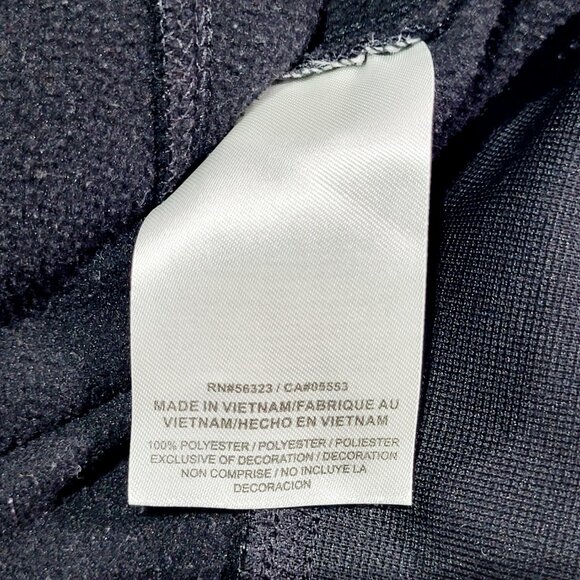 RN#56323 / CA#05553
MADE IN VIETNAM/FABRIQUE AU
VIETNAM/HECHO EN VIETNAM
100% POLYESTER / POLYESTER / POLIESTER
EXCLUSIVE OF DECORATION / DECORATION
NON COMPRISE / NO INCLUYE LA
DECORACION